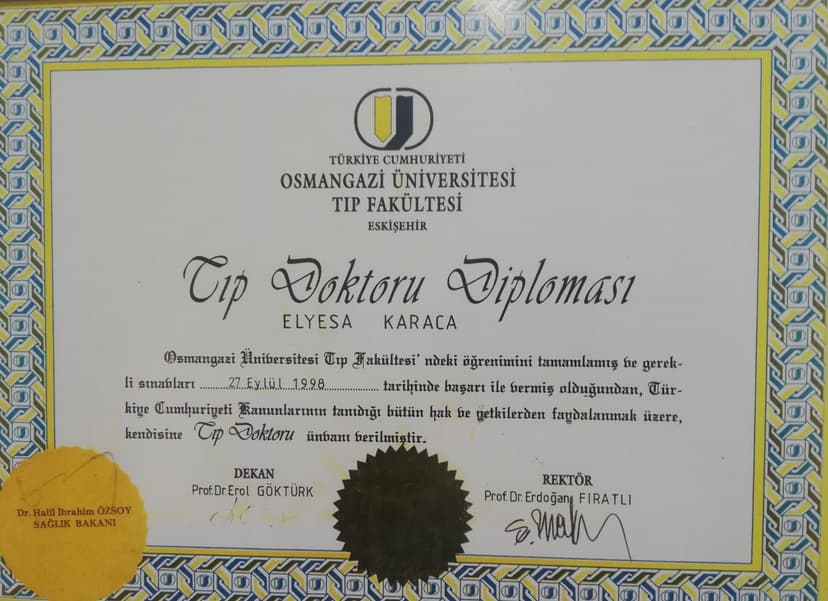 TÜRKİYE CUMHURİYETİ
OSMANGAZİ ÜNİVERSİTESİ
TIP FAKÜLTESİ
ESKİŞEHİR
Tıp Doktoru Diploması
ELYESA KARACA
Osmangazi Üniversitesi Tıp Fakültesi' ndeki öğrenimini tamamlamış ve gerek-
li sınavları ........27 Eylül 1998............ tarihinde başarı ile vermiş olduğundan, Tür-
kiye Cumhuriyeti Kanunlarının tanıdığı bütün hak ve yetkilerden faydalanmak üzere,
kendisine Tıp Doktoru ünvanı verilmiştir.
DEKAN
Prof.Dr.Erol GÖKTÜRK
REKTÖR
Prof.Dr.Erdoğan FIRATLI
Dr. Halil İbrahim ÖZSOY
SAĞLIK BAKANI